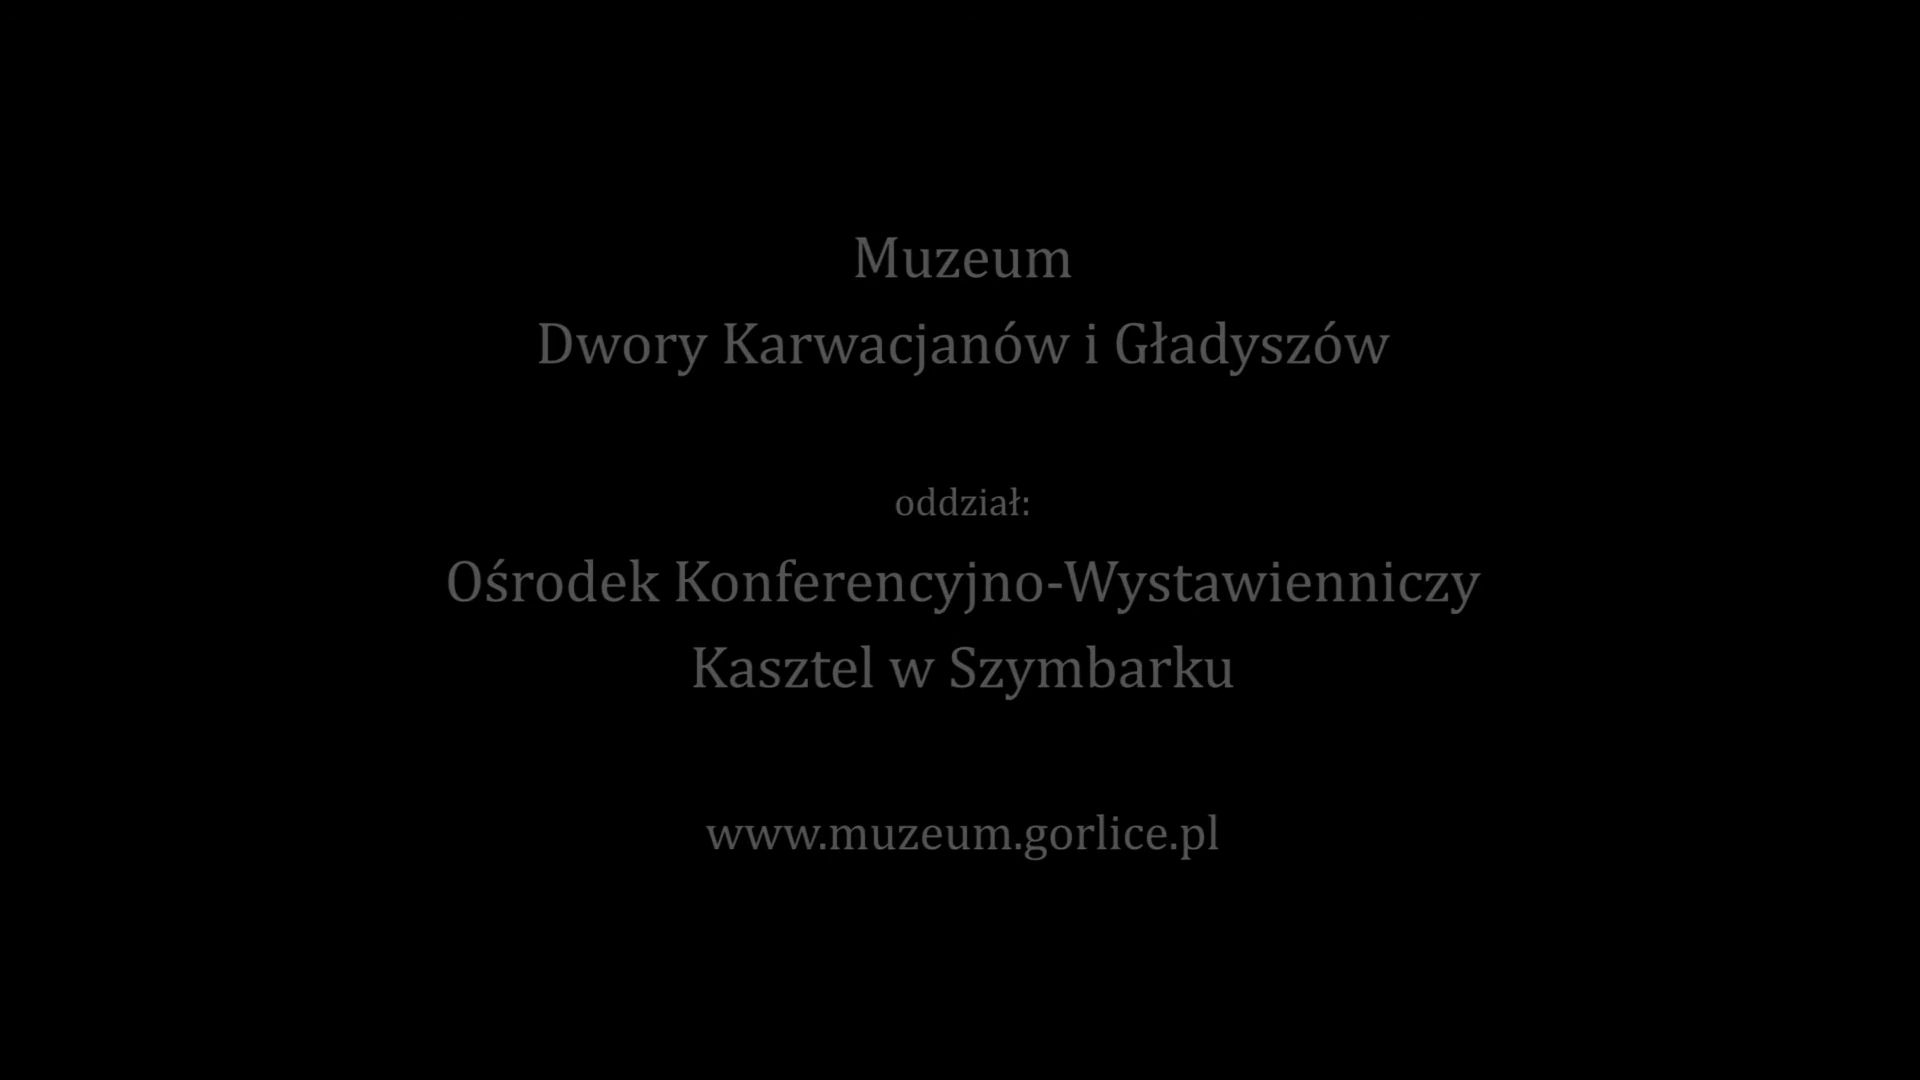 Muzeum
Dwory Karwacjanów i Gładyszów
oddział:
Ośrodek Konferencyjno-Wystawienniczy
Kasztel w Szymbarku
www.muzeum.gorlice.pl